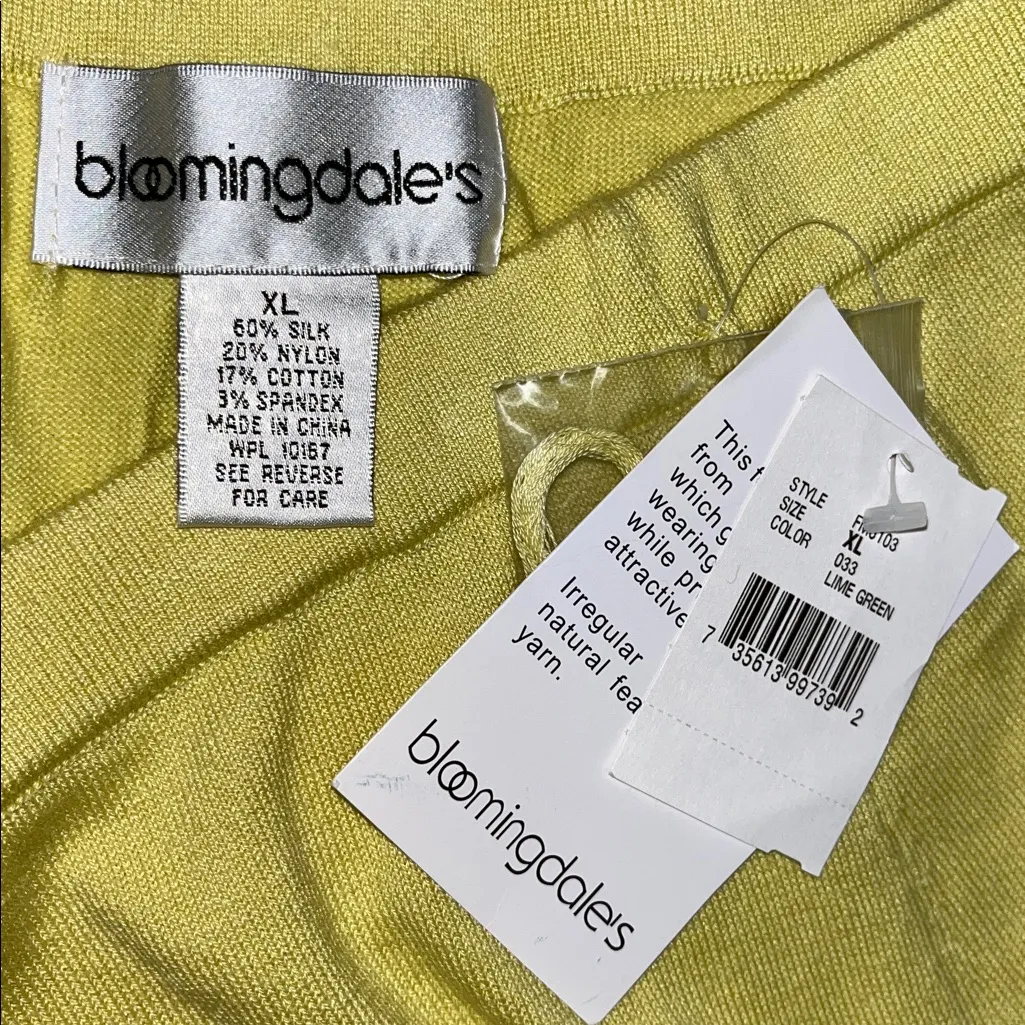 bloomingdale's
XL
60% SILK
20% NYLON
17% COTTON
3% SPANDEX
MADE IN CHINA
WPL 10167
SEE REVERSE
FOR CARE
This
from
which
wearing
while
attractive
Irregular
natural
yarn.
bloomingdale's
STYLE
SIZE XL
COLOR 033
LIME GREEN
7 35613 99739 2